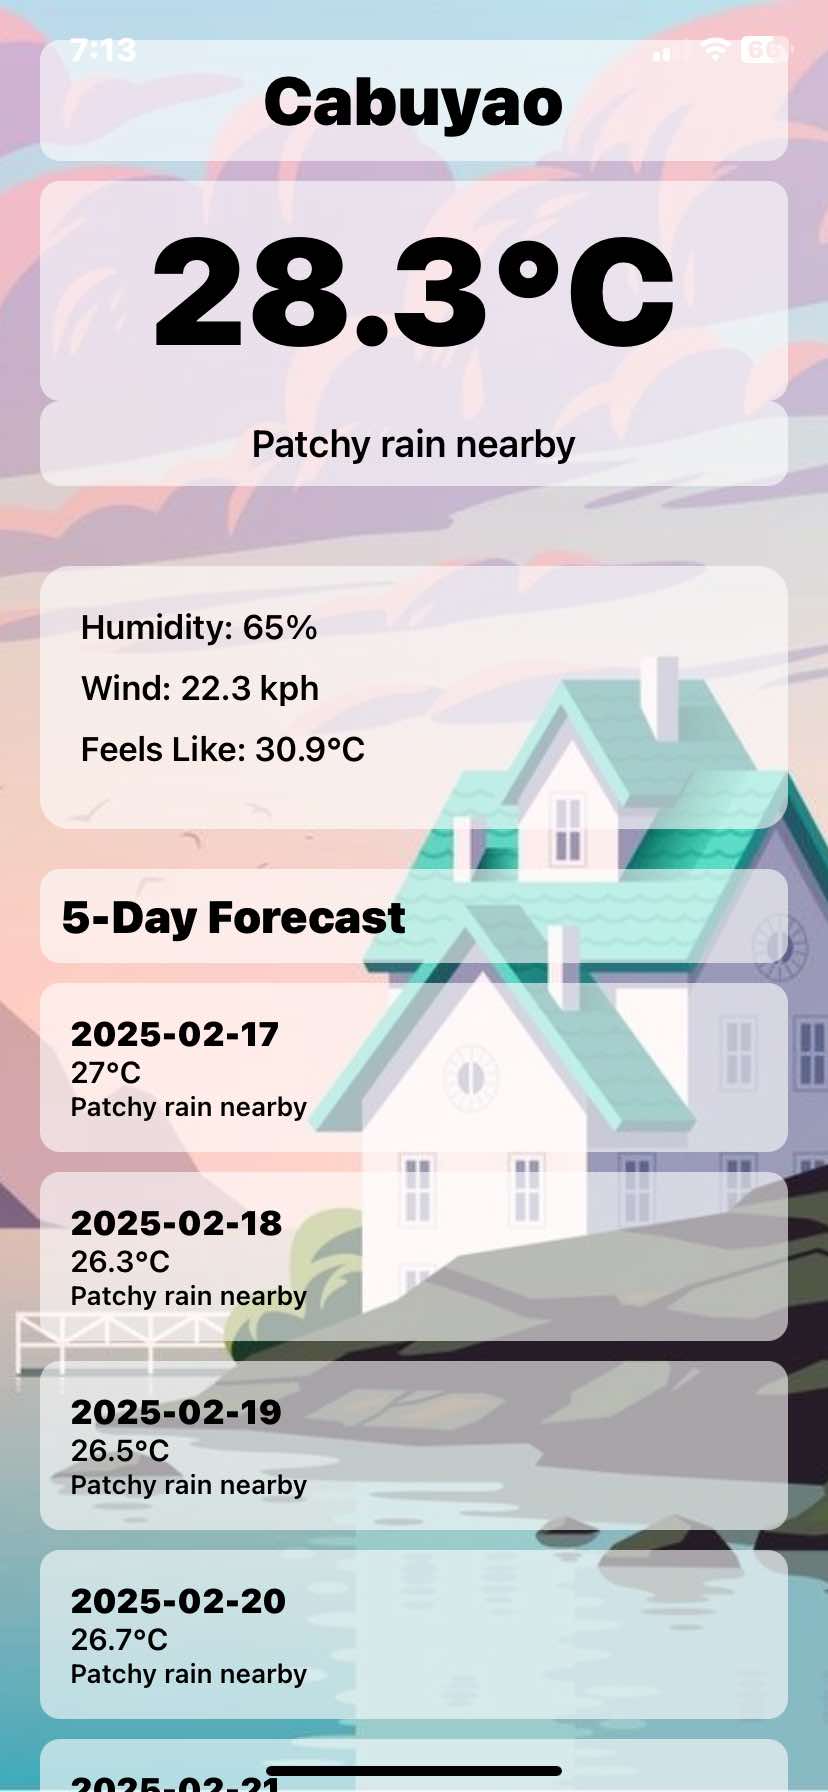 7:13
66
Cabuyao
28.3°C
Patchy rain nearby
Humidity: 65%
Wind: 22.3 kph
Feels Like: 30.9°C
5-Day Forecast
2025-02-17
27°C
Patchy rain nearby
2025-02-18
26.3°C
Patchy rain nearby
2025-02-19
26.5°C
Patchy rain nearby
2025-02-20
26.7°C
Patchy rain nearby
2025-02-21